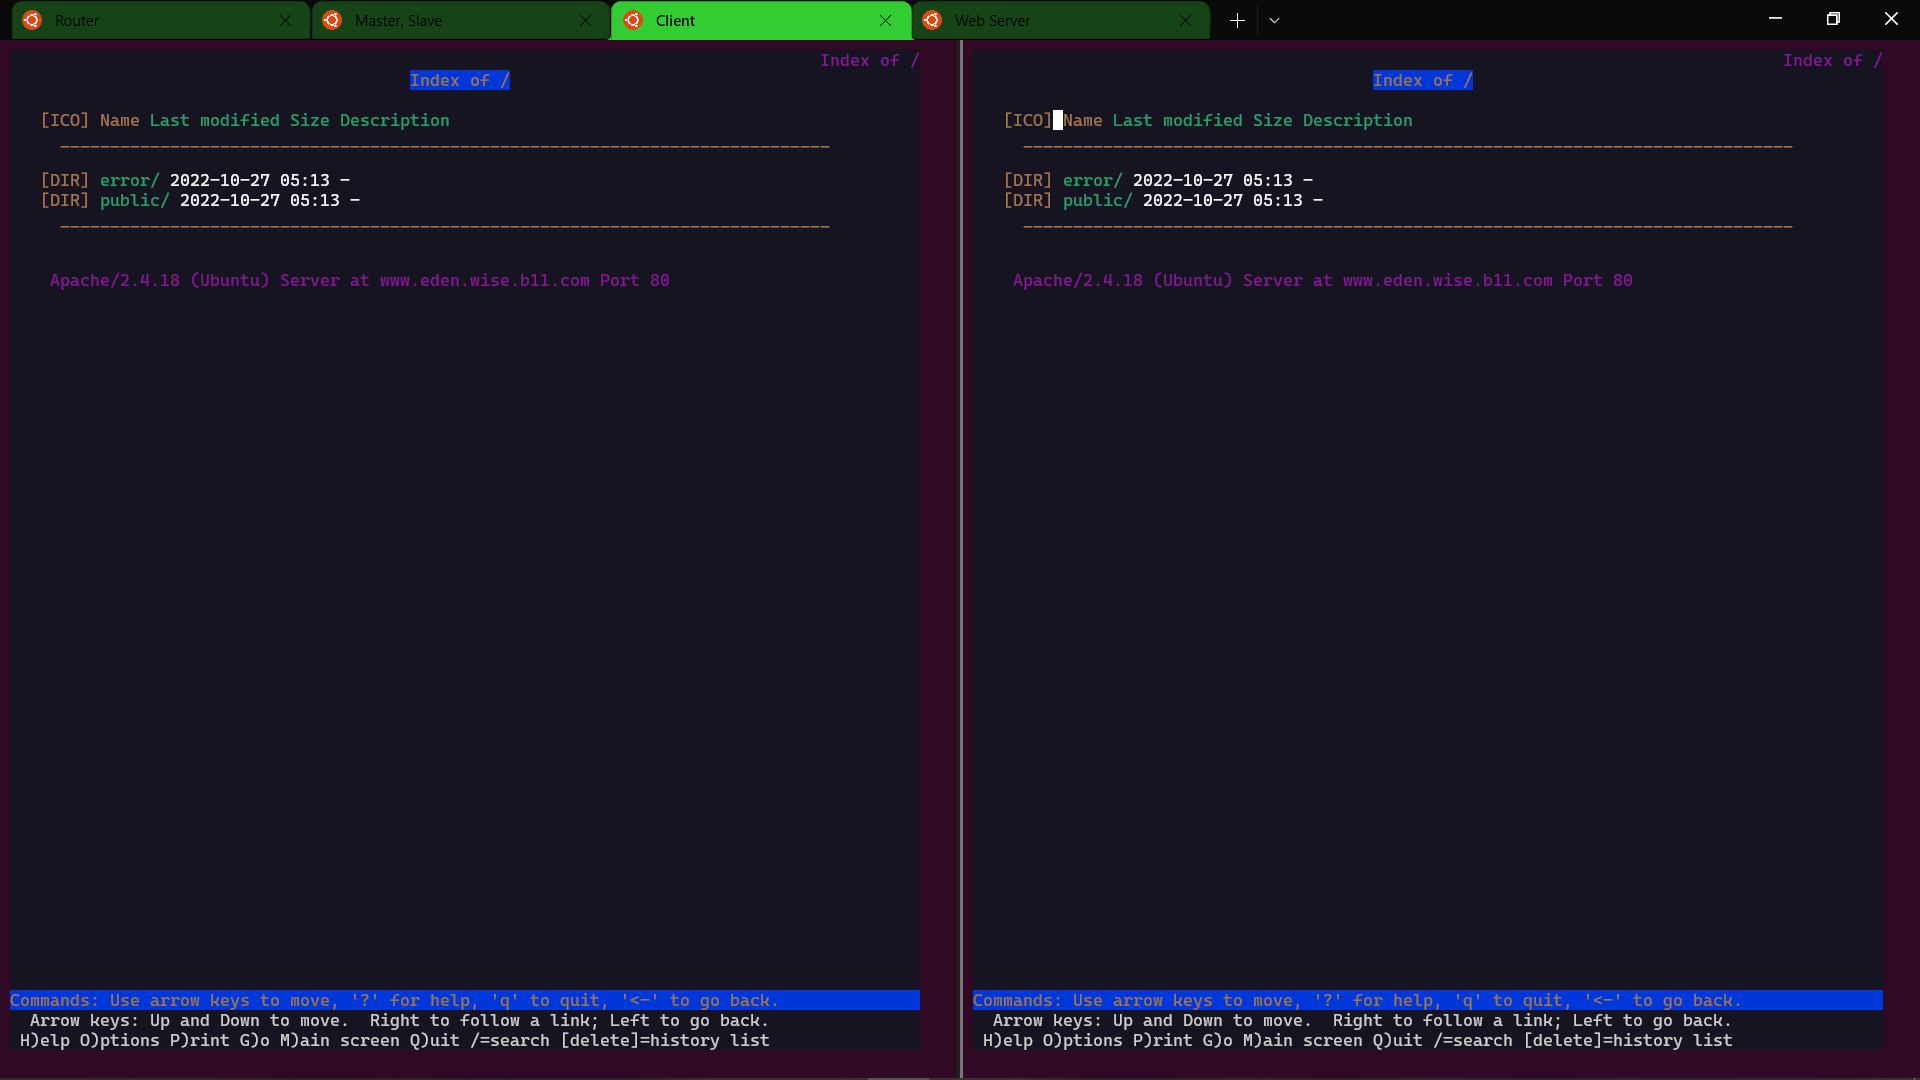 Router
Master, Slave
Client
Web Server
Index of /
Index of /
[ICO] Name Last modified Size Description
[DIR] error/ 2022-10-27 05:13 -
[DIR] public/ 2022-10-27 05:13 -
Apache/2.4.18 (Ubuntu) Server at www.eden.wise.b11.com Port 80
Commands: Use arrow keys to move, '?' for help, 'q' to quit, '<-' to go back.
Arrow keys: Up and Down to move.  Right to follow a link; Left to go back.
H)elp O)ptions P)rint G)o M)ain screen Q)uit /=search [delete]=history list
Index of /
Index of /
[ICO] Name Last modified Size Description
[DIR] error/ 2022-10-27 05:13 -
[DIR] public/ 2022-10-27 05:13 -
Apache/2.4.18 (Ubuntu) Server at www.eden.wise.b11.com Port 80
Commands: Use arrow keys to move, '?' for help, 'q' to quit, '<-' to go back.
Arrow keys: Up and Down to move.  Right to follow a link; Left to go back.
H)elp O)ptions P)rint G)o M)ain screen Q)uit /=search [delete]=history list